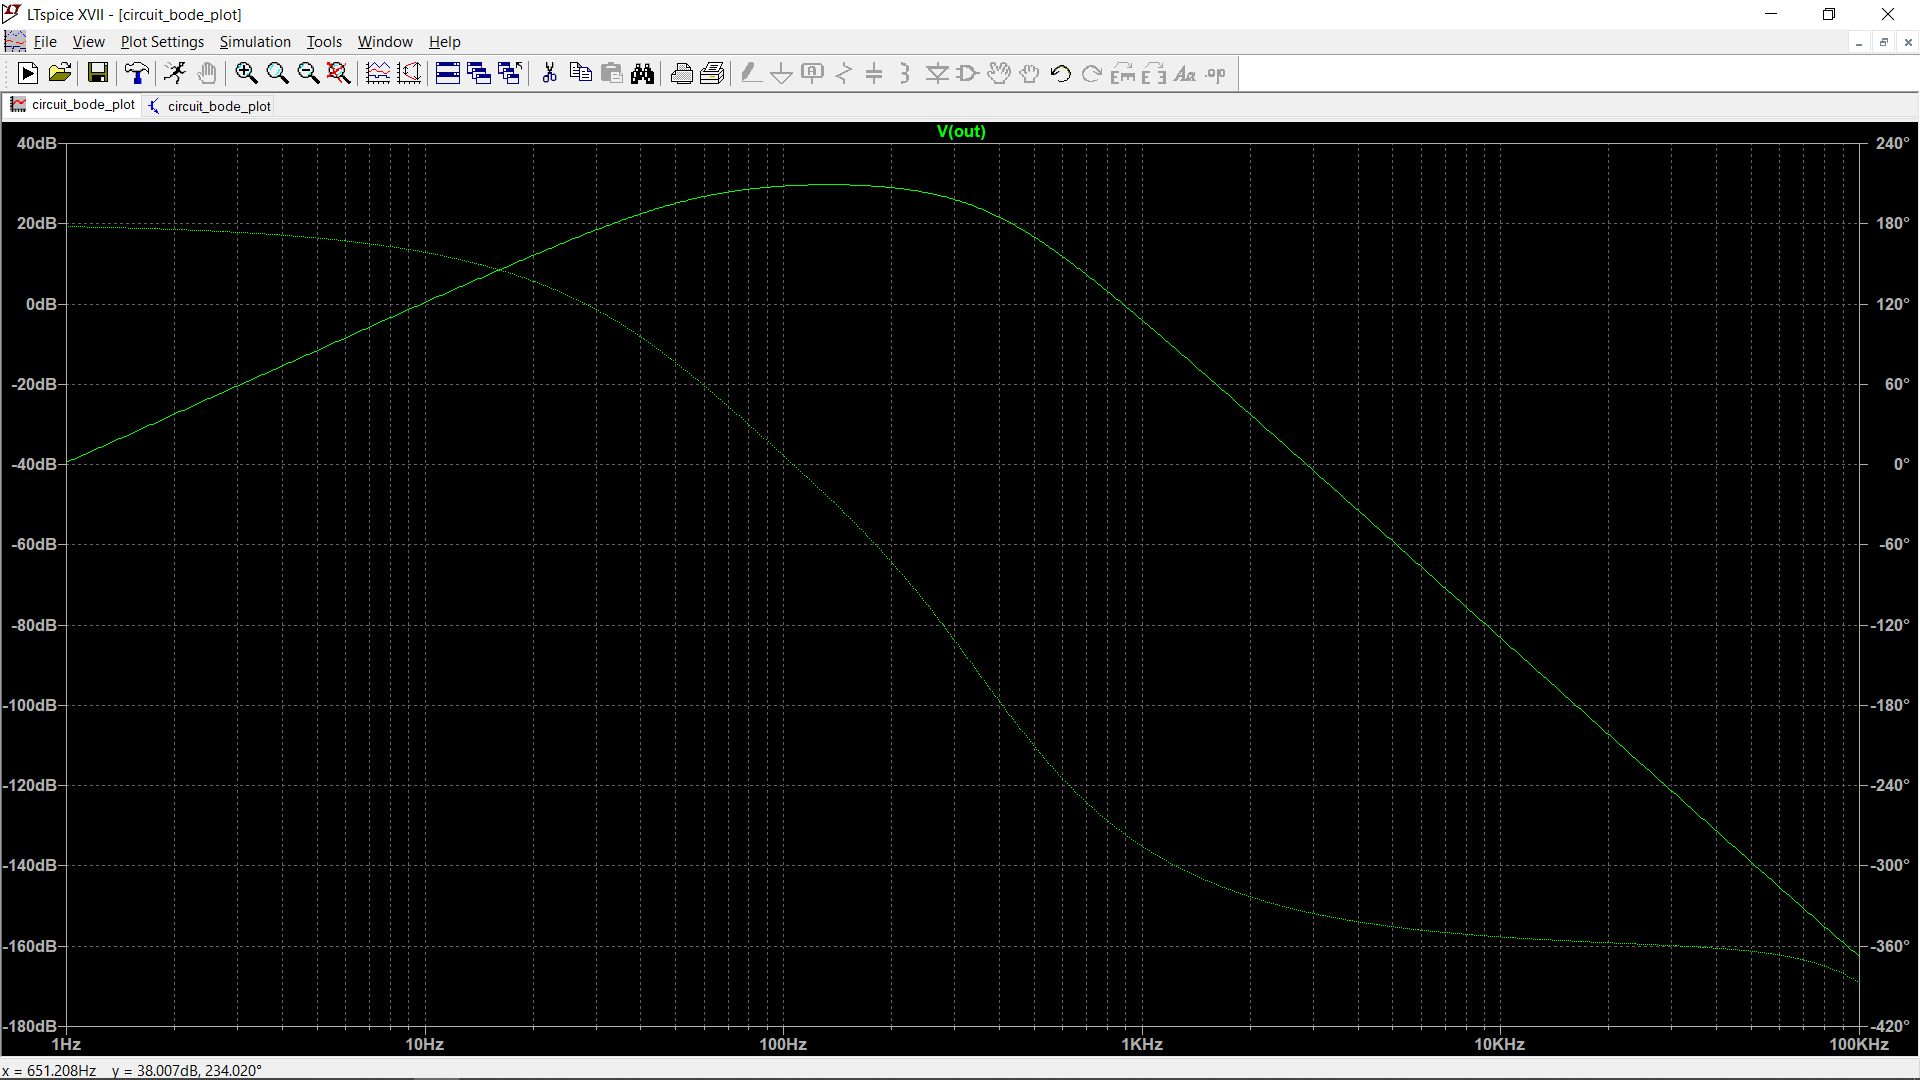 LTspice XVII - [circuit_bode_plot]
File View Plot Settings Simulation Tools Window Help
circuit_bode_plot circuit_bode_plot
V(out)
40dB 240°
20dB 180°
0dB 120°
-20dB 60°
-40dB 0°
-60dB -60°
-80dB -120°
-100dB -180°
-120dB -240°
-140dB -300°
-160dB -360°
-180dB -420°
1Hz 10Hz 100Hz 1KHz 10KHz 100KHz
x = 651.208Hz y = 38.007dB, 234.020°